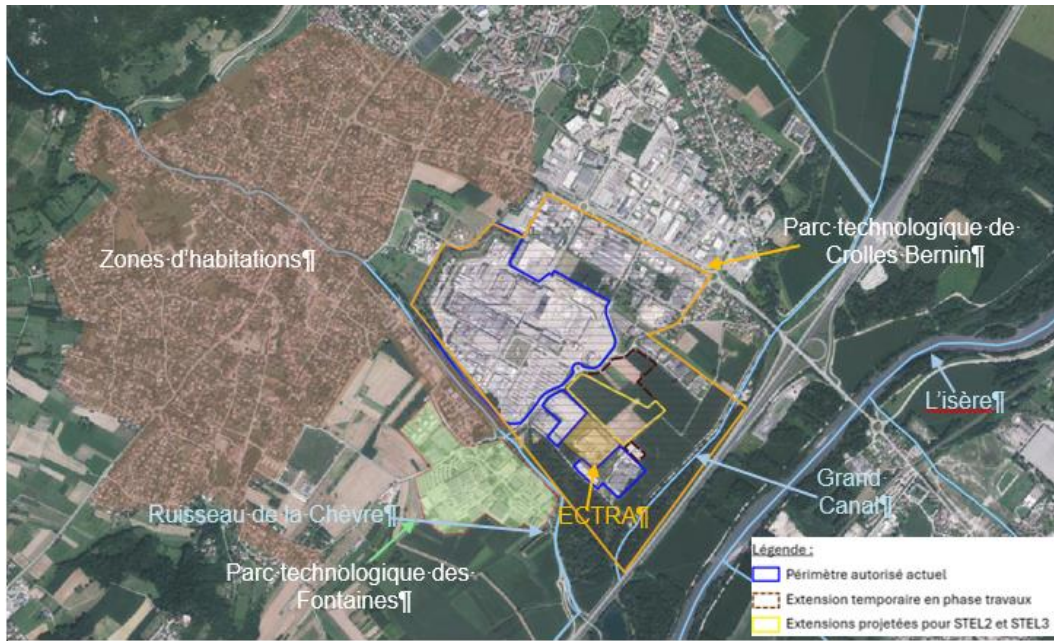 Zones·d'habitations¶
Parc·technologique·de·
Crolles·Bernin¶
L'isère¶
Grand·
Canal¶
ECTRA¶
Ruisseau·de·la·Chèvre¶
Parc·technologique·des·
Fontaines¶
Légende :
Périmètre autorisé actuel
Extension temporaire en phase travaux
Extensions projetées pour STEL2 et STEL3